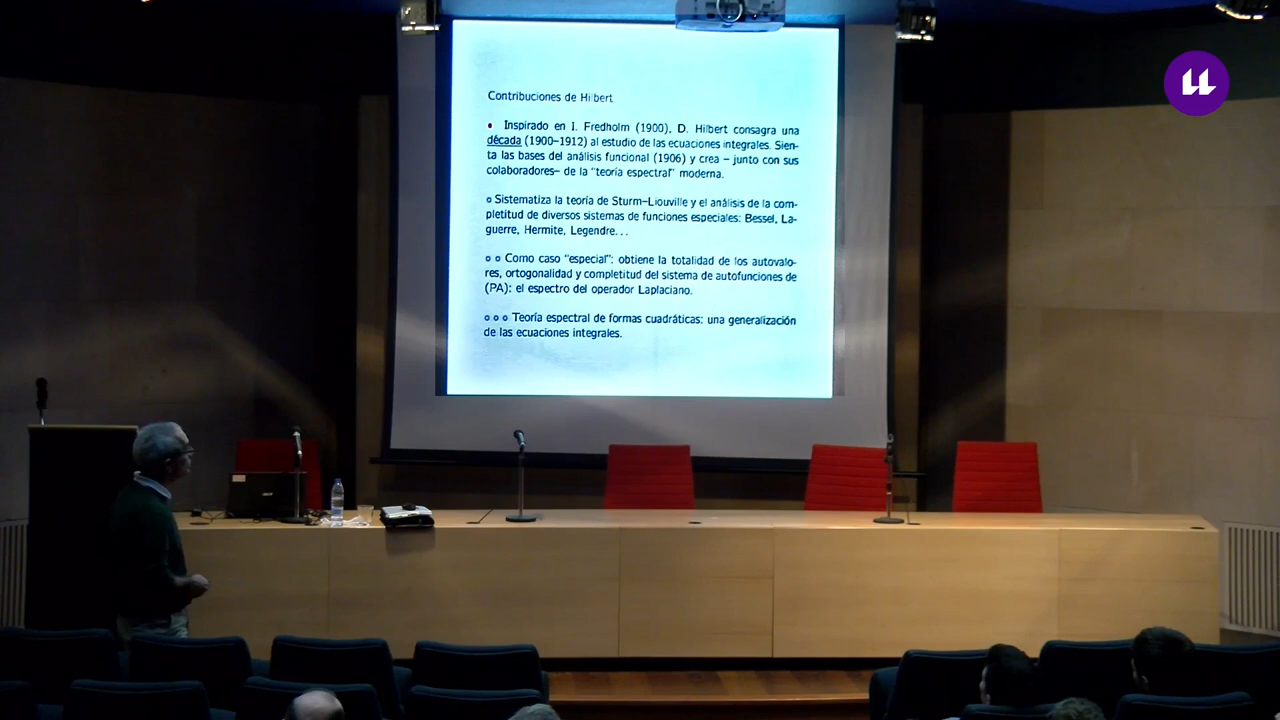 Contribuciones de Hilbert
• Inspirado en I. Fredholm (1900), D. Hilbert consagra una
década (1900–1912) al estudio de las ecuaciones integrales. Sien-
ta las bases del análisis funcional (1906) y crea – junto con sus
colaboradores– de la “teoría espectral” moderna.
∘ Sistematiza la teoría de Sturm–Liouville y el análisis de la com-
pletitud de diversos sistemas de funciones especiales: Bessel, La-
guerre, Hermite, Legendre...
∘ ∘ Como caso “especial”: obtiene la totalidad de los autovalo-
res, ortogonalidad y completitud del sistema de autofunciones de
(PA): el espectro del operador Laplaciano.
∘ ∘ ∘ Teoría espectral de formas cuadráticas: una generalización
de las ecuaciones integrales.